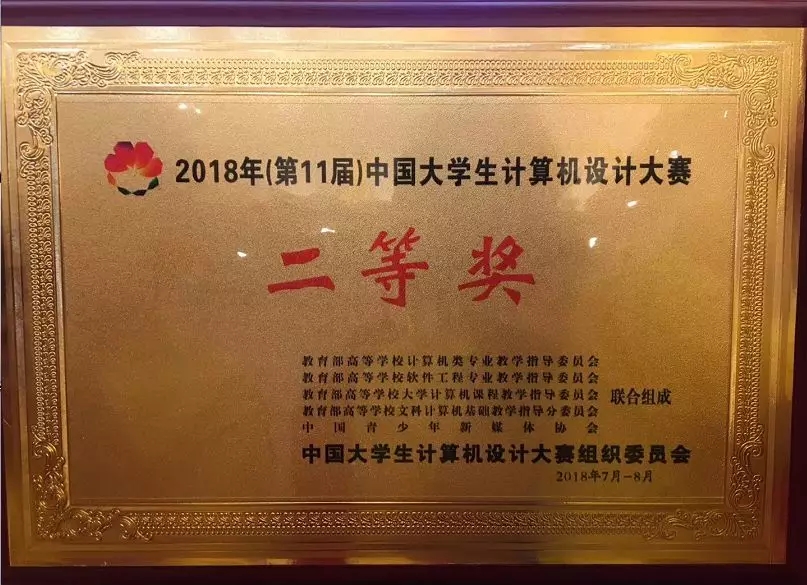 2018年(第11届)中国大学生计算机设计大赛
二等奖
教育部高等学校计算机类专业教学指导委员会
教育部高等学校软件工程专业教学指导委员会
教育部高等学校大学计算机课程教学指导委员会 联合组成
教育部高等学校文科计算机基础教学指导分委员会
中国青少年新媒体协会
中国大学生计算机设计大赛组织委员会
2018年7月-8月